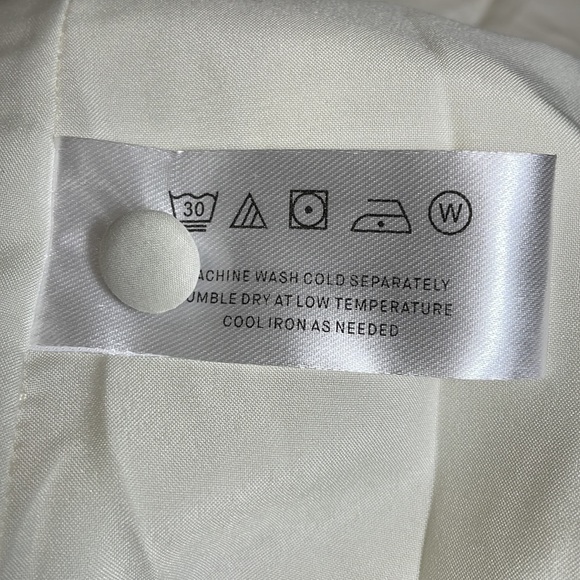 30 W
ACHINE WASH COLD SEPARATELY
UMBLE DRY AT LOW TEMPERATURE
COOL IRON AS NEEDED